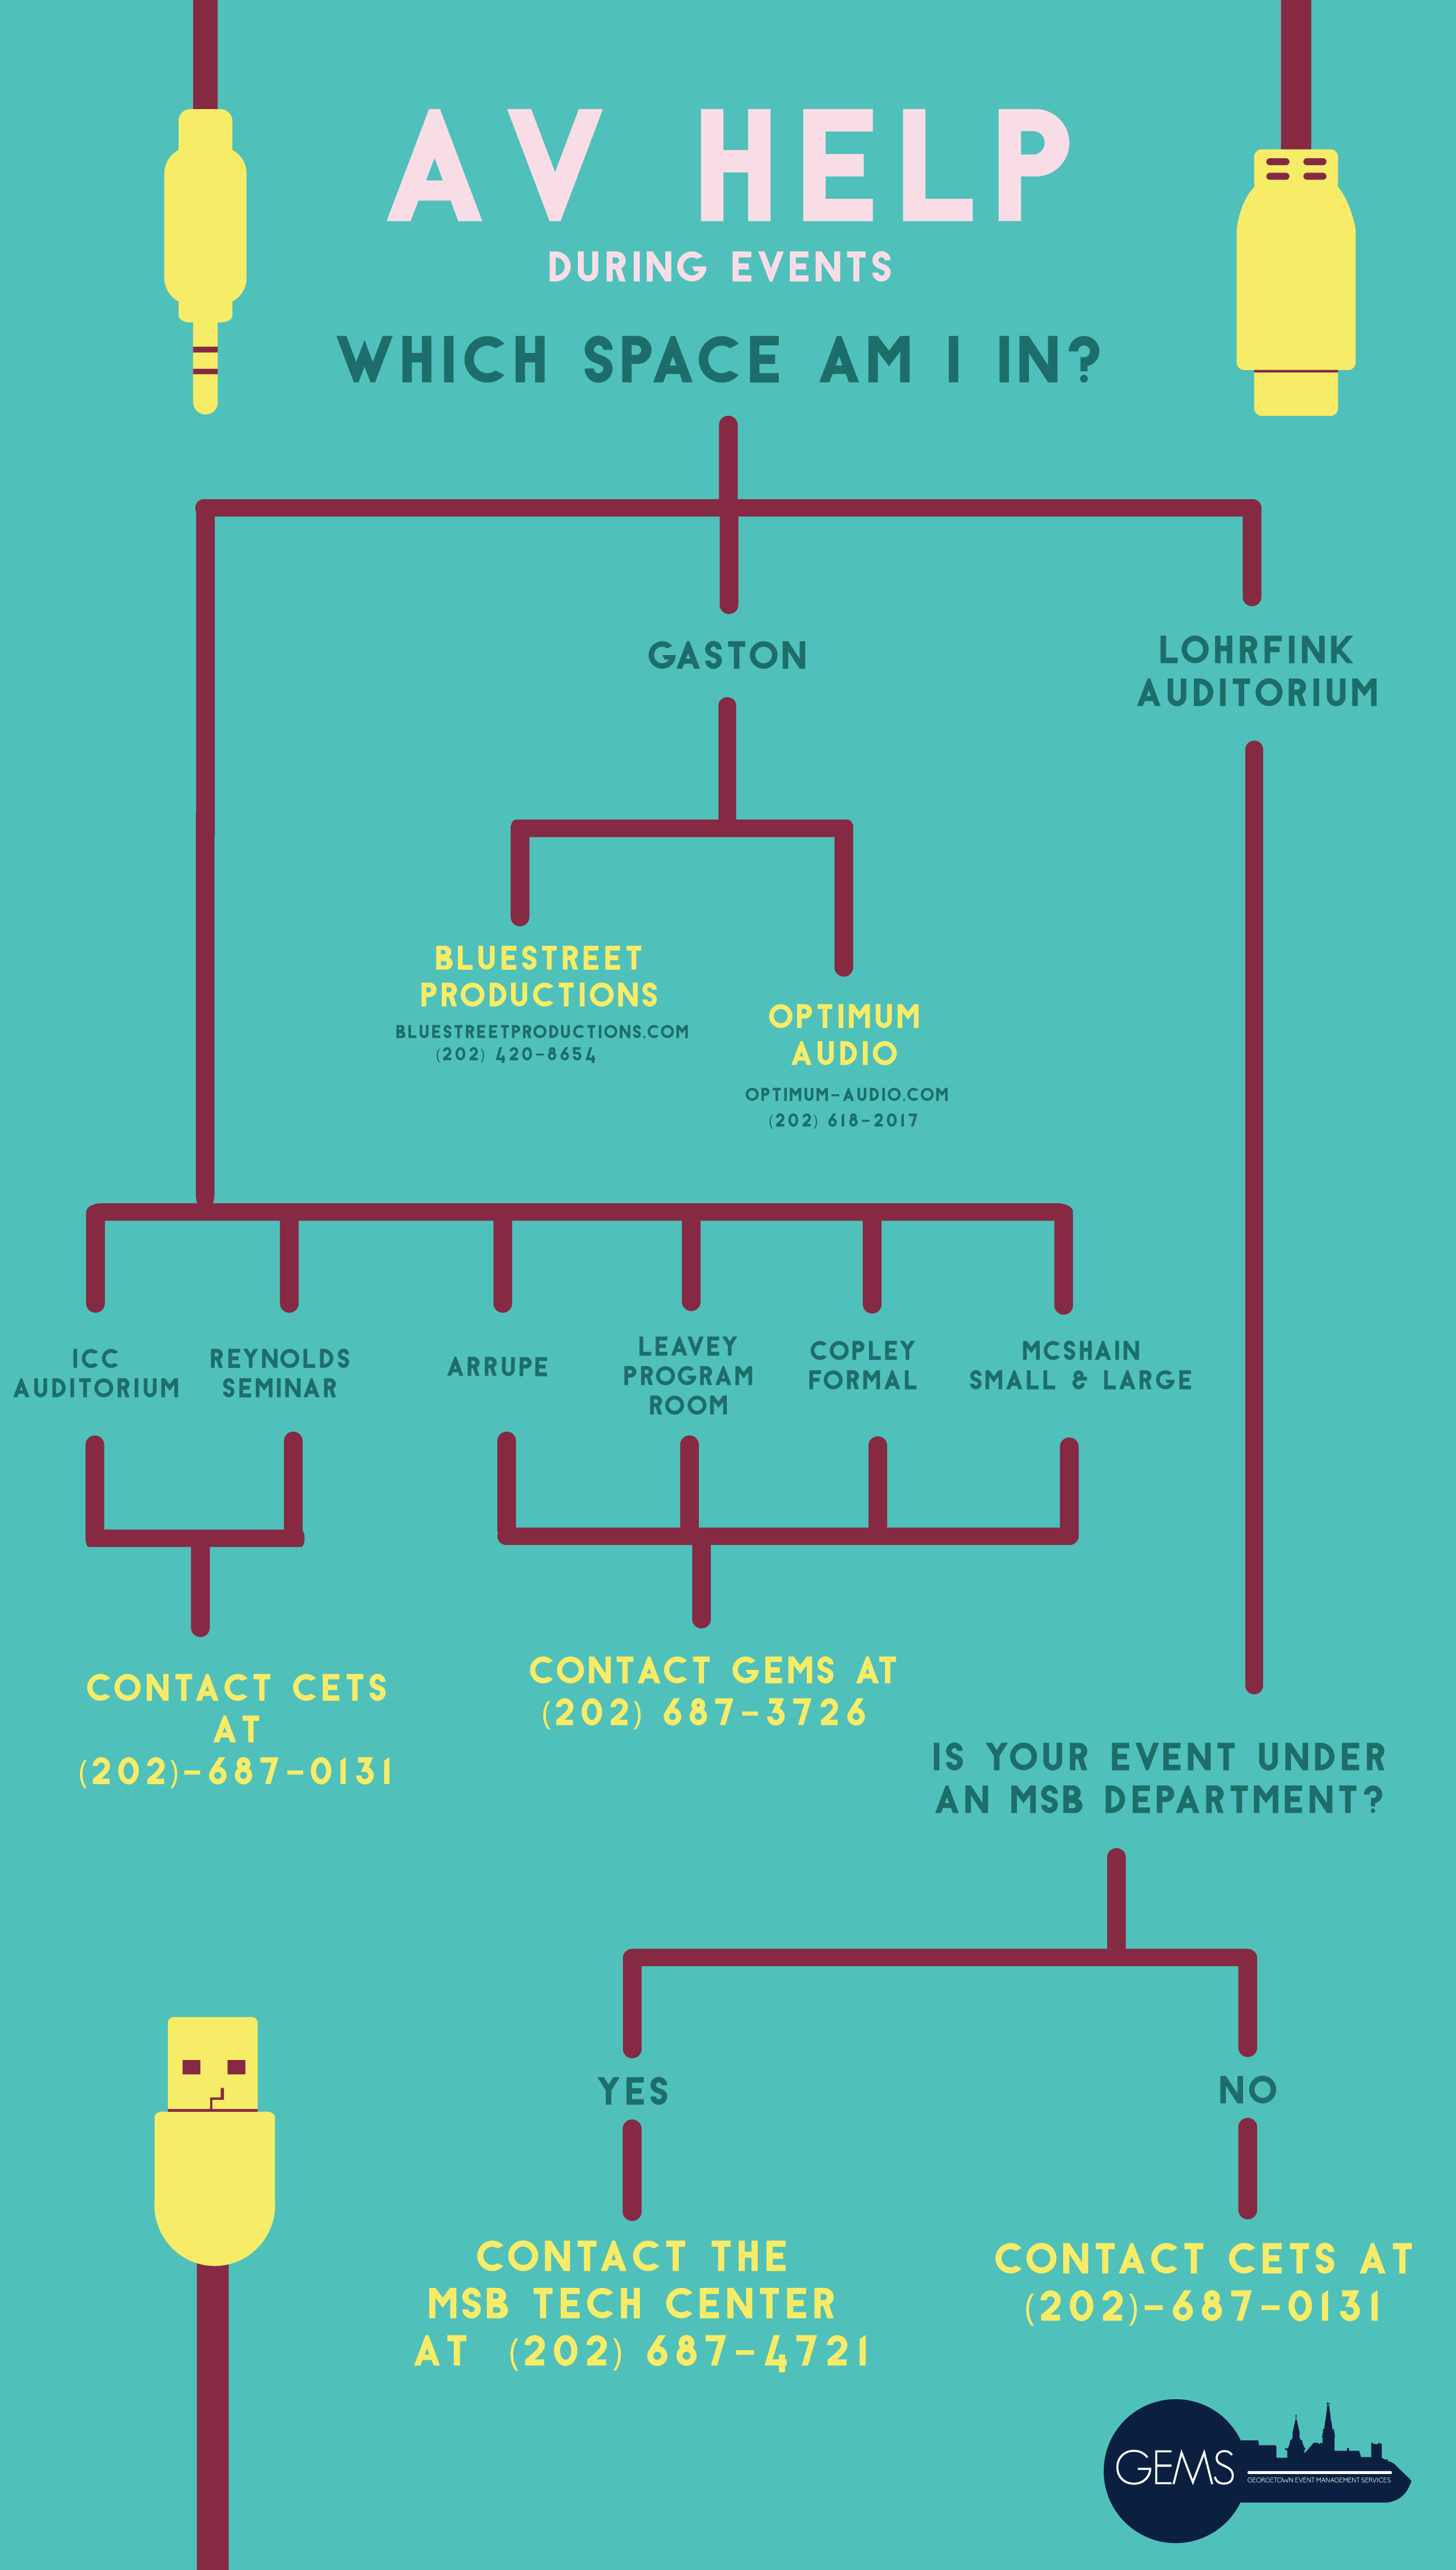 AV HELP
DURING EVENTS
WHICH SPACE AM I IN?
GASTON
LOHRFINK
AUDITORIUM
BLUESTREET
PRODUCTIONS
BLUESTREETPRODUCTIONS.COM
(202) 420-8654
OPTIMUM
AUDIO
OPTIMUM-AUDIO.COM
(202) 618-2017
ICC
AUDITORIUM
REYNOLDS
SEMINAR
ARRUPE
LEAVEY
PROGRAM
ROOM
COPLEY
FORMAL
MCSHAIN
SMALL & LARGE
CONTACT CETS
AT
(202)-687-0131
CONTACT GEMS AT
(202) 687-3726
IS YOUR EVENT UNDER
AN MSB DEPARTMENT?
YES
NO
CONTACT THE
MSB TECH CENTER
AT (202) 687-4721
CONTACT CETS AT
(202)-687-0131
GEMS
GEORGETOWN EVENT MANAGEMENT SERVICES